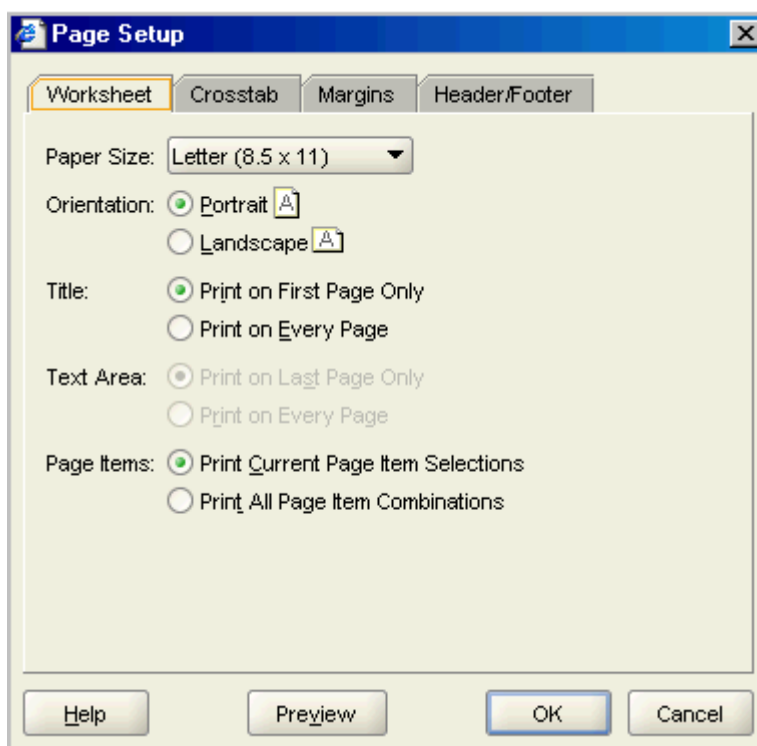 Page Setup
Worksheet Crosstab Margins Header/Footer
Paper Size: Letter (8.5 x 11)
Orientation: Portrait A
Landscape A
Title: Print on First Page Only
Print on Every Page
Text Area: Print on Last Page Only
Print on Every Page
Page Items: Print Current Page Item Selections
Print All Page Item Combinations
Help Preview OK Cancel